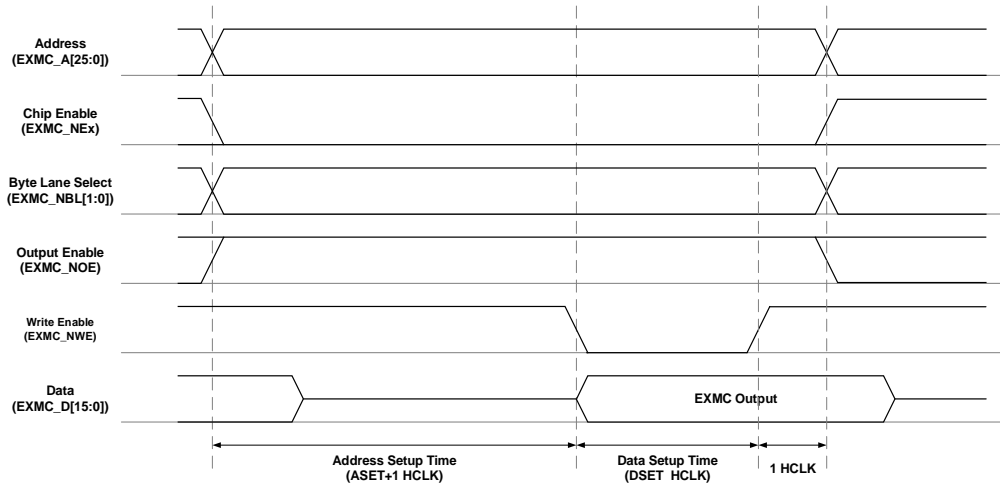 Address
(EXMC_A[25:0])
Chip Enable
(EXMC_NEx)
Byte Lane Select
(EXMC_NBL[1:0])
Output Enable
(EXMC_NOE)
Write Enable
(EXMC_NWE)
Data
(EXMC_D[15:0])
EXMC Output
Address Setup Time
(ASET+1 HCLK)
Data Setup Time
(DSET HCLK)
1 HCLK